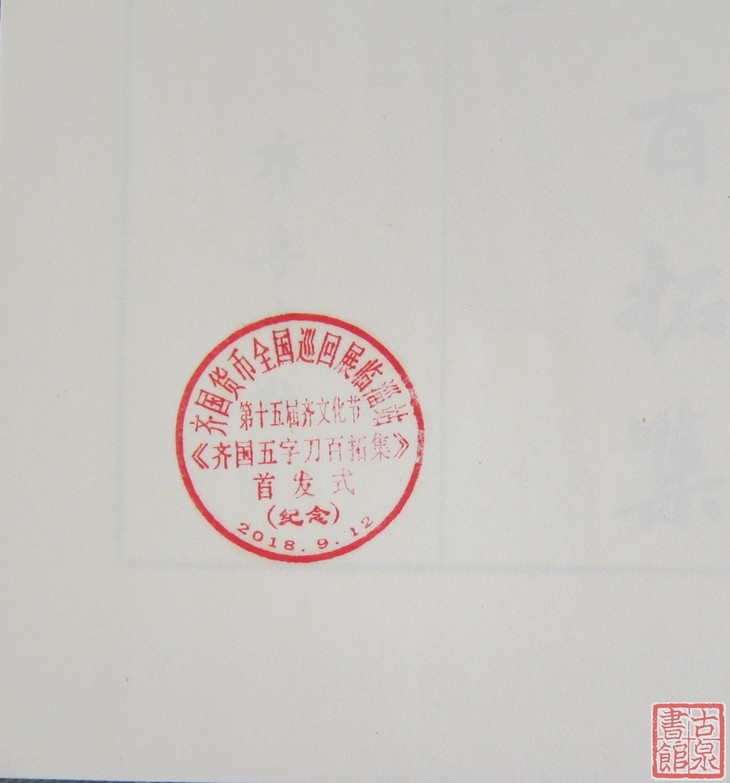 齐国货币全国巡回展临淄站
第十五届齐文化节
《齐国五字刀百拓集》
首发式
(纪念)
2018.9.12
古泉
書館